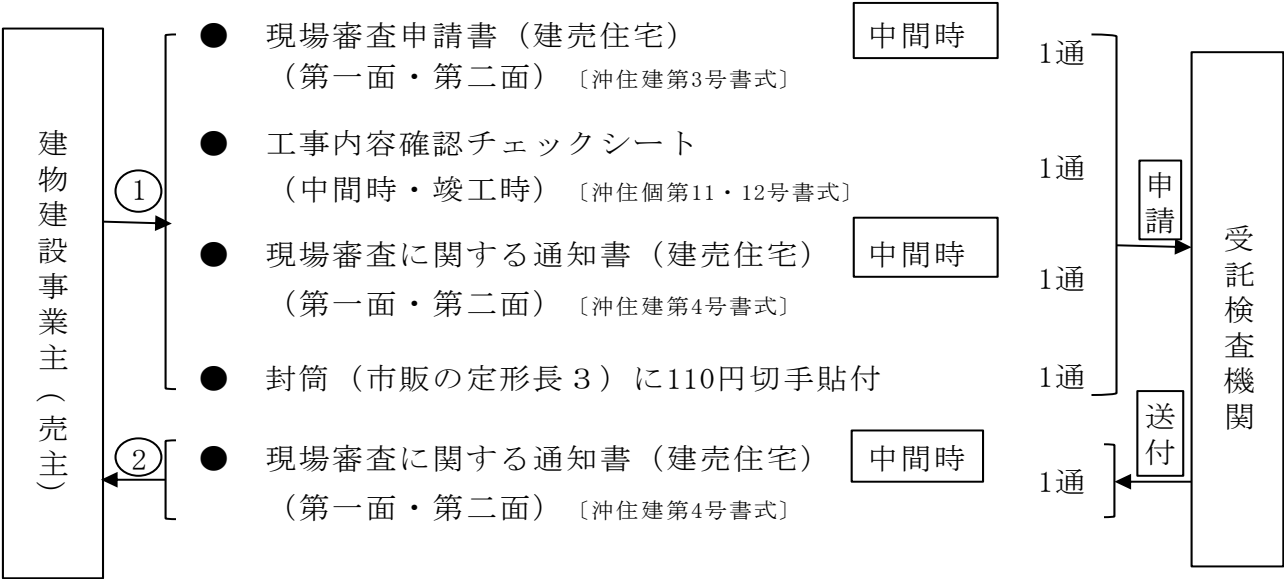 建物建設事業主（売主）
①
● 現場審査申請書（建売住宅） 中間時 1通
（第一面・第二面）〔沖住建第3号書式〕
● 工事内容確認チェックシート 1通
（中間時・竣工時）〔沖住個第11・12号書式〕
● 現場審査に関する通知書（建売住宅） 中間時 1通
（第一面・第二面）〔沖住建第4号書式〕
● 封筒（市販の定形長３）に110円切手貼付 1通
申請
受託検査機関
②
● 現場審査に関する通知書（建売住宅） 中間時 1通
（第一面・第二面）〔沖住建第4号書式〕
送付